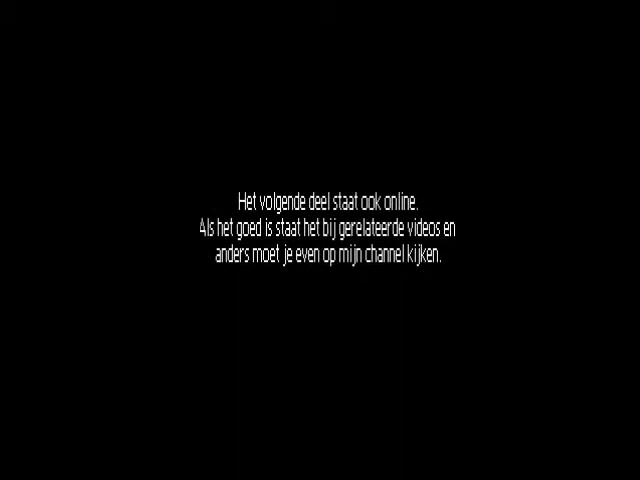 Het volgende deel staat ook online.
Als het goed is staat het bij gerelateerde videos en
anders moet je even op mijn channel kijken.